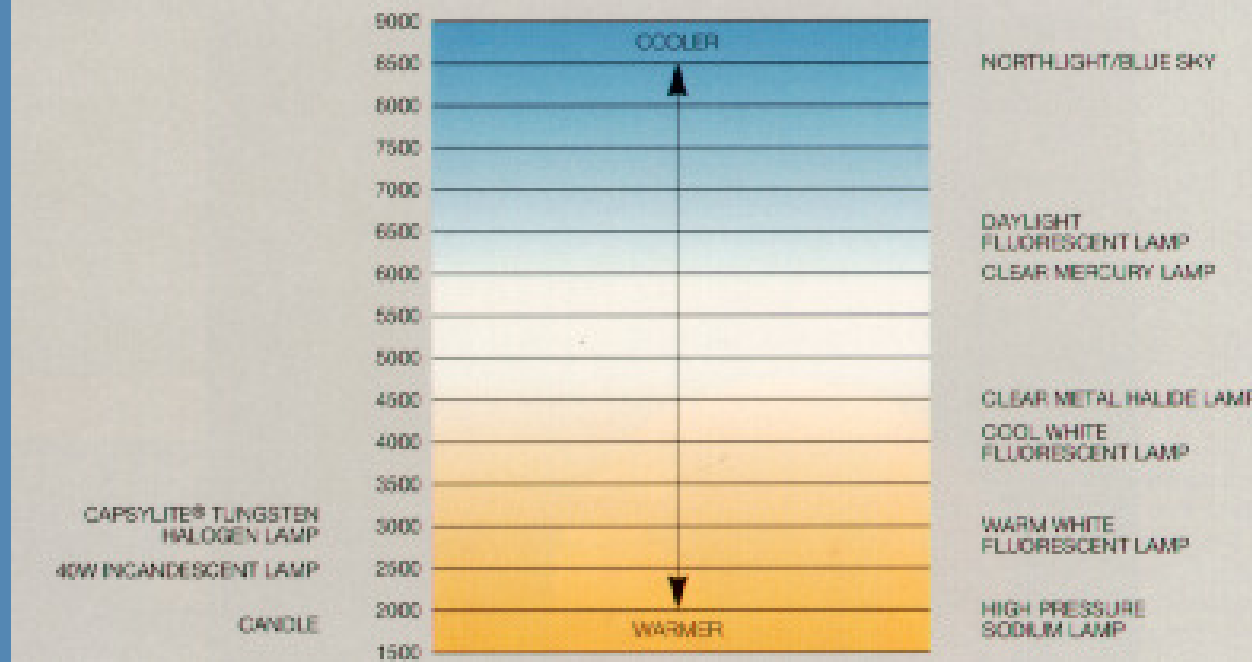 9000
COOLER
8500
NORTHLIGHT/BLUE SKY
8000
7500
7000
6500
DAYLIGHT
FLUORESCENT LAMP
6000
CLEAR MERCURY LAMP
5500
5000
4500
CLEAR METAL HALIDE LAMP
4000
COOL WHITE
FLUORESCENT LAMP
3500
CAPSYLITE® TUNGSTEN
HALOGEN LAMP
3000
WARM WHITE
FLUORESCENT LAMP
40W INCANDESCENT LAMP
2500
CANDLE
2000
WARMER
HIGH PRESSURE
SODIUM LAMP
1500